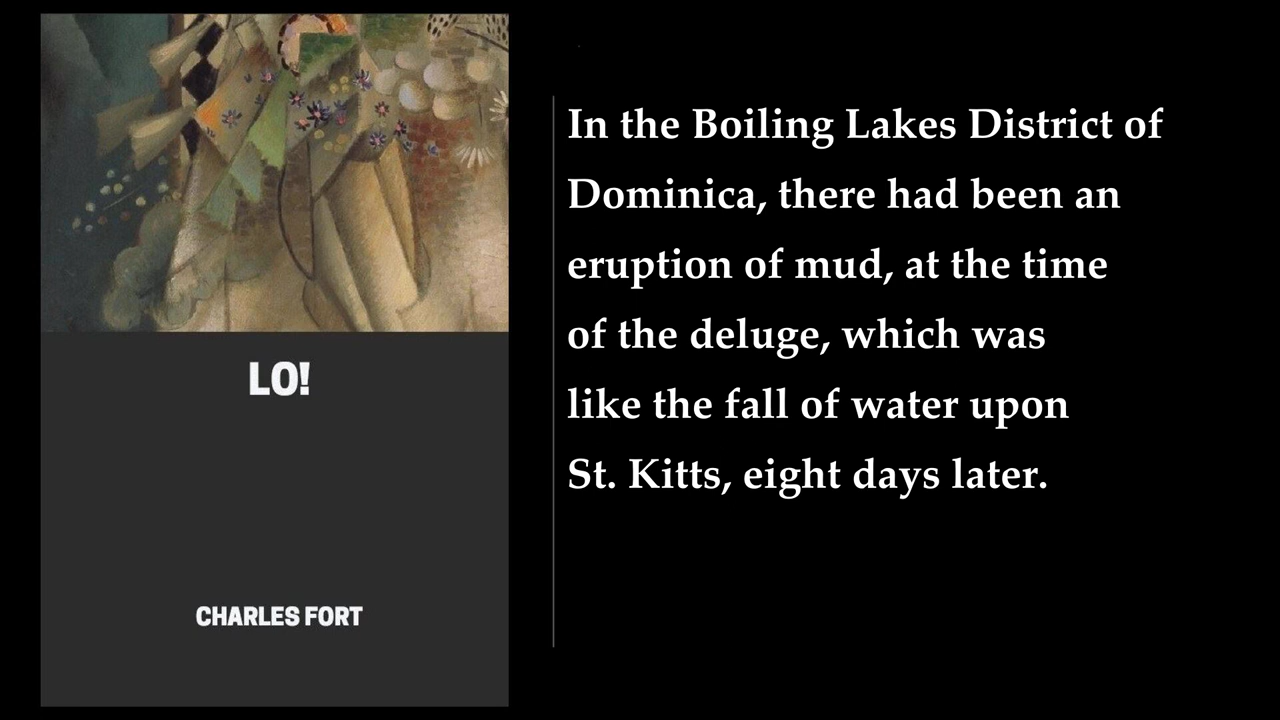 LO!
CHARLES FORT
In the Boiling Lakes District of
Dominica, there had been an
eruption of mud, at the time
of the deluge, which was
like the fall of water upon
St. Kitts, eight days later.